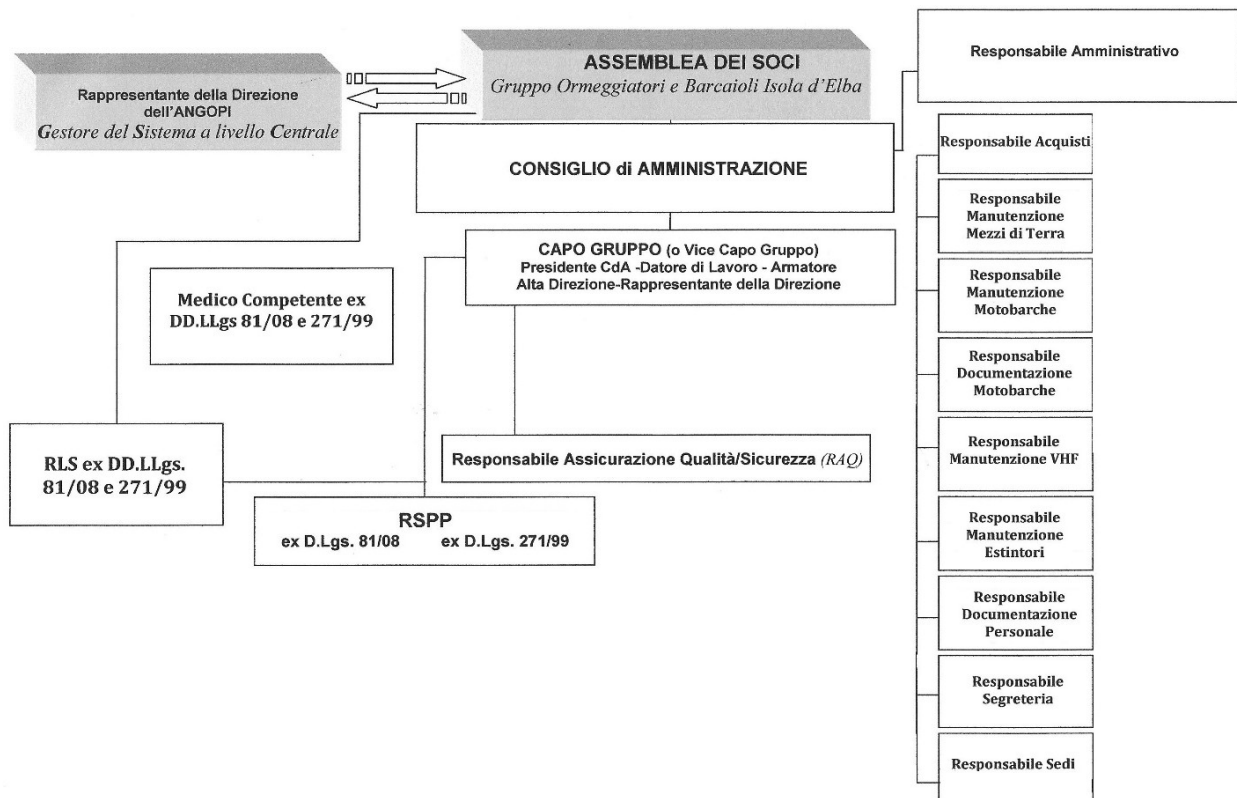 Rappresentante della Direzione
dell'ANGOPI
Gestore del Sistema a livello Centrale
ASSEMBLEA DEI SOCI
Gruppo Ormeggiatori e Barcaioli Isola d'Elba
Responsabile Amministrativo
CONSIGLIO di AMMINISTRAZIONE
CAPO GRUPPO (o Vice Capo Gruppo)
Presidente CdA -Datore di Lavoro - Armatore
Alta Direzione-Rappresentante della Direzione
Medico Competente ex
DD.LLgs 81/08 e 271/99
RLS ex DD.LLgs.
81/08 e 271/99
Responsabile Assicurazione Qualità/Sicurezza (RAQ)
RSPP
ex D.Lgs. 81/08 ex D.Lgs. 271/99
Responsabile Acquisti
Responsabile
Manutenzione
Mezzi di Terra
Responsabile
Manutenzione
Motobarche
Responsabile
Documentazione
Motobarche
Responsabile
Manutenzione VHF
Responsabile
Manutenzione
Estintori
Responsabile
Documentazione
Personale
Responsabile
Segreteria
Responsabile Sedi